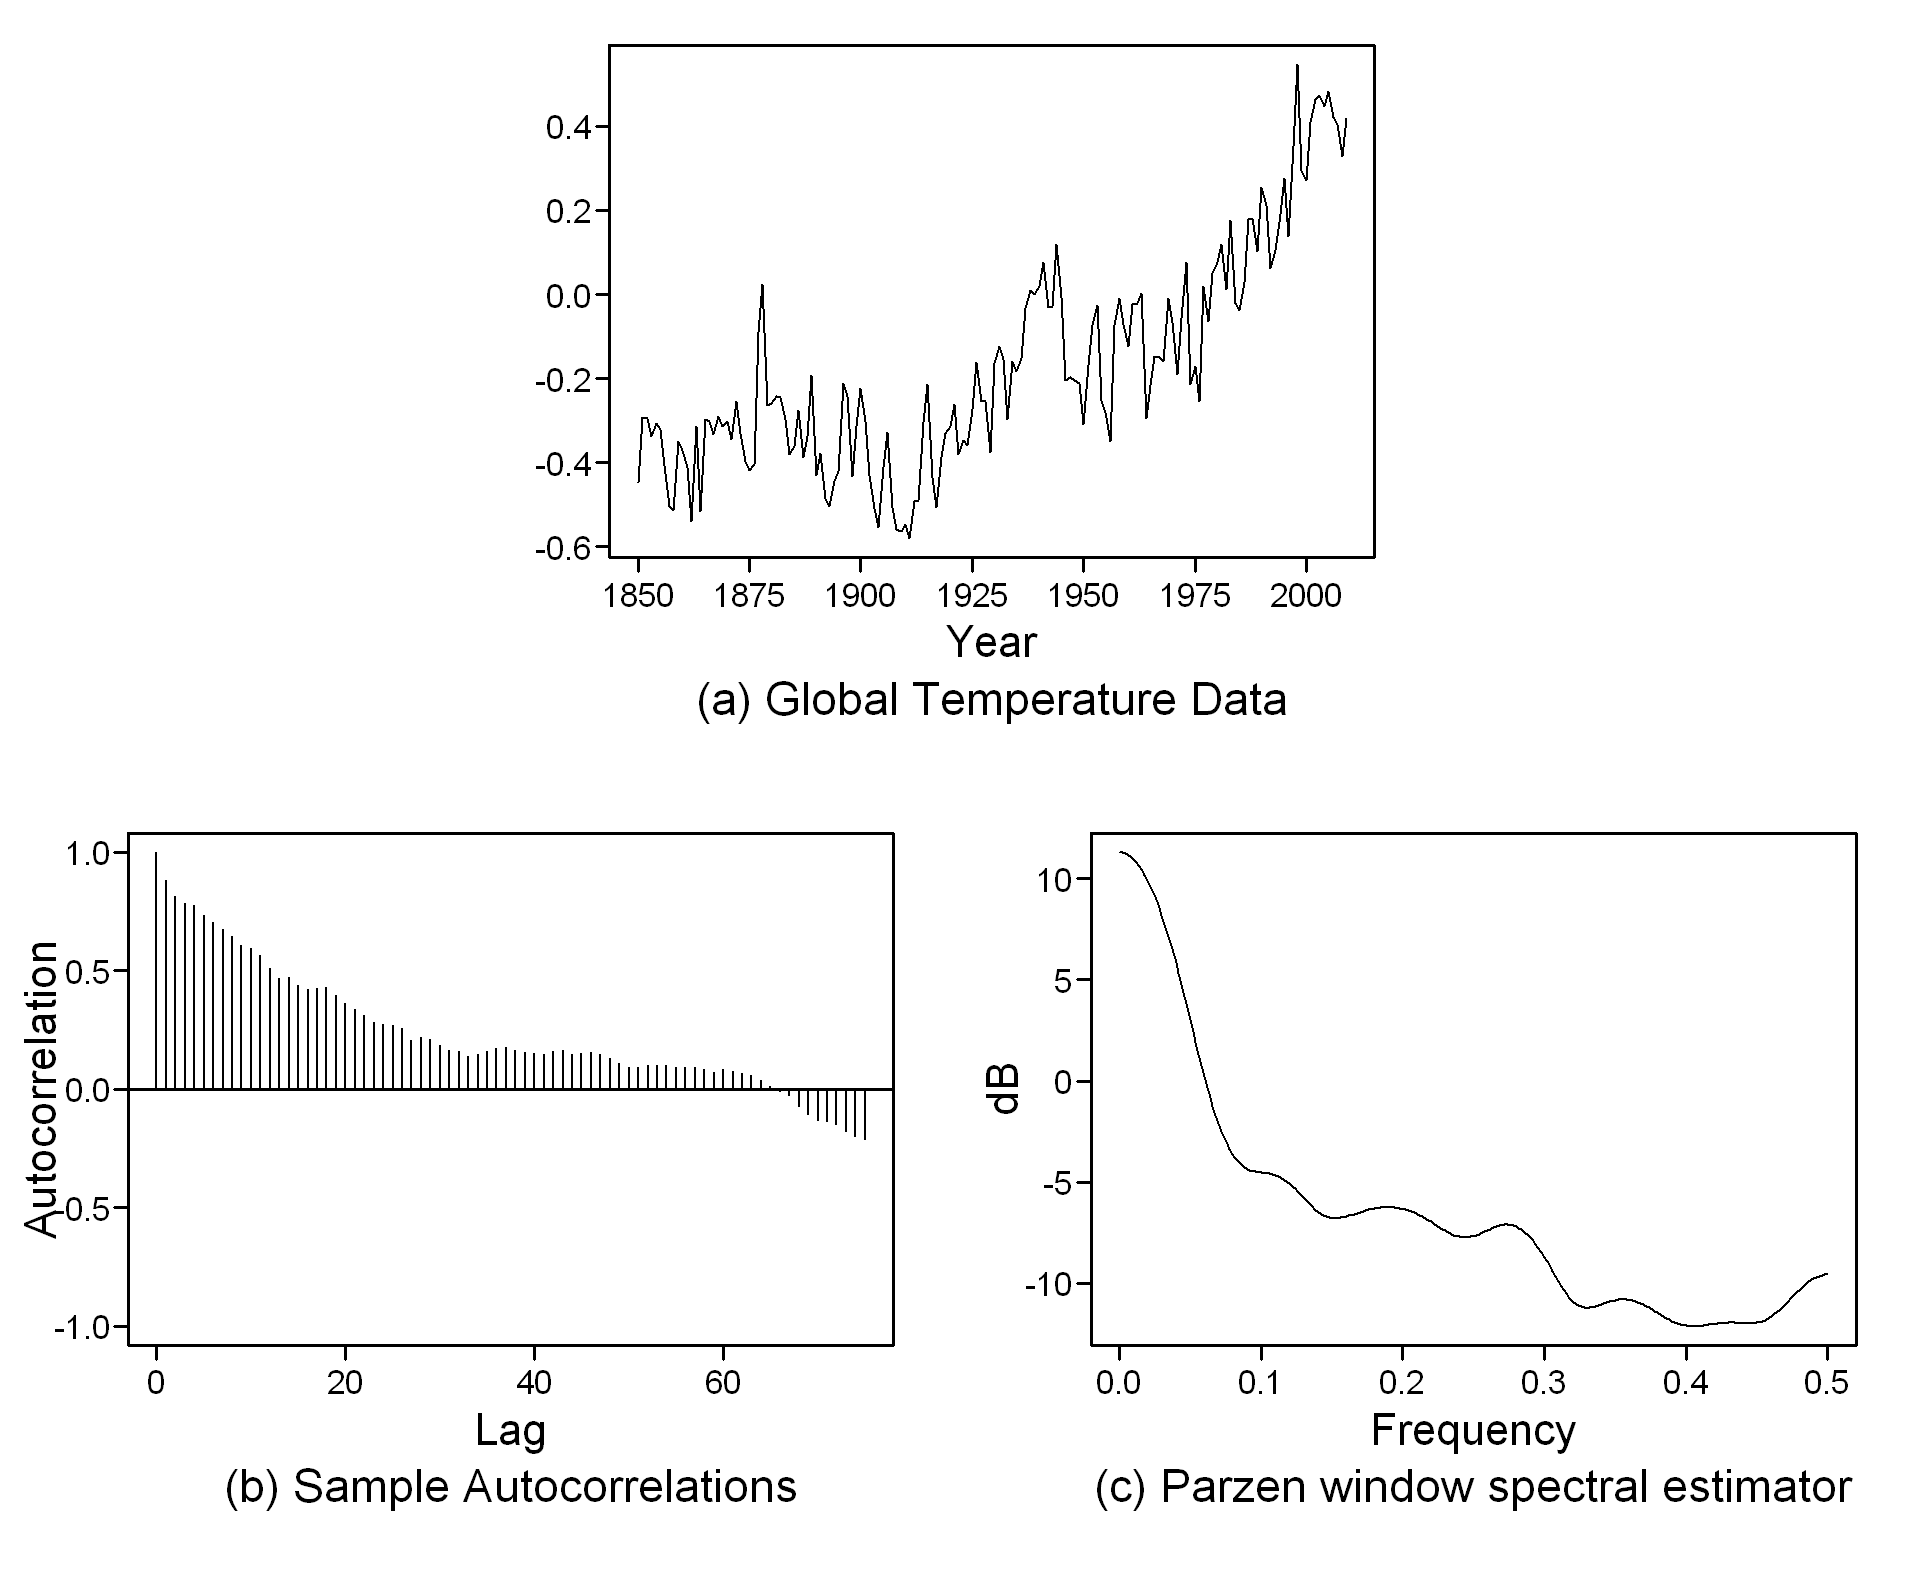 0.4
0.2
0.0
-0.2
-0.4
-0.6
1850 1875 1900 1925 1950 1975 2000
Year
(a) Global Temperature Data
Autocorrelation
1.0
0.5
0.0
-0.5
-1.0
0 20 40 60
Lag
(b) Sample Autocorrelations
dB
10
5
0
-5
-10
0.0 0.1 0.2 0.3 0.4 0.5
Frequency
(c) Parzen window spectral estimator